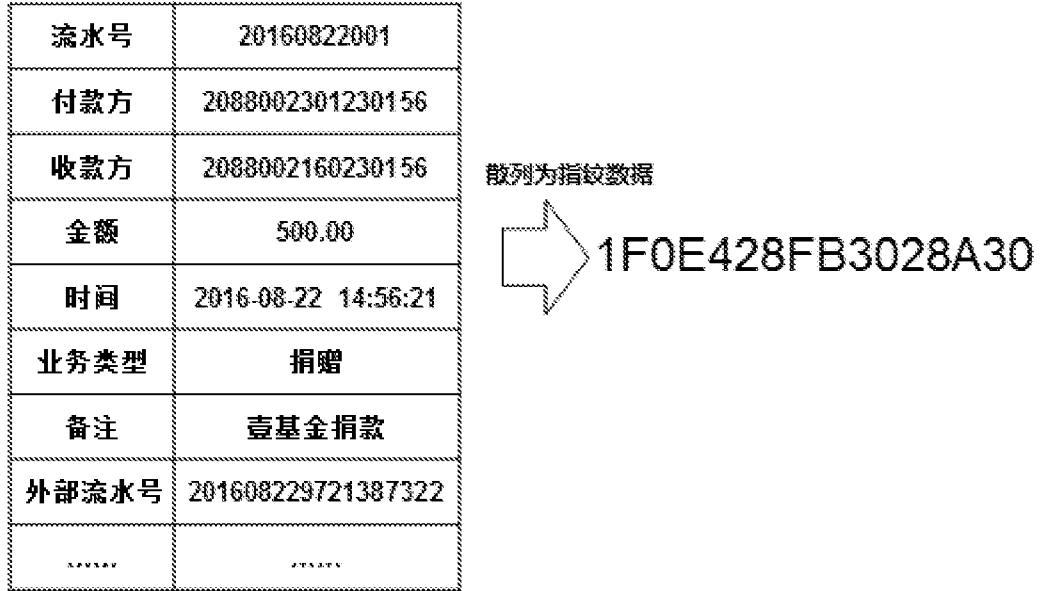 流水号 20160822001
付款方 2088002301230156
收款方 2088002160230156
金额 500.00
时间 2016-08-22 14:56:21
业务类型 捐赠
备注 壹基金捐款
外部流水号 201608229721387322
...... ......
散列为指纹数据
1F0E428FB3028A30